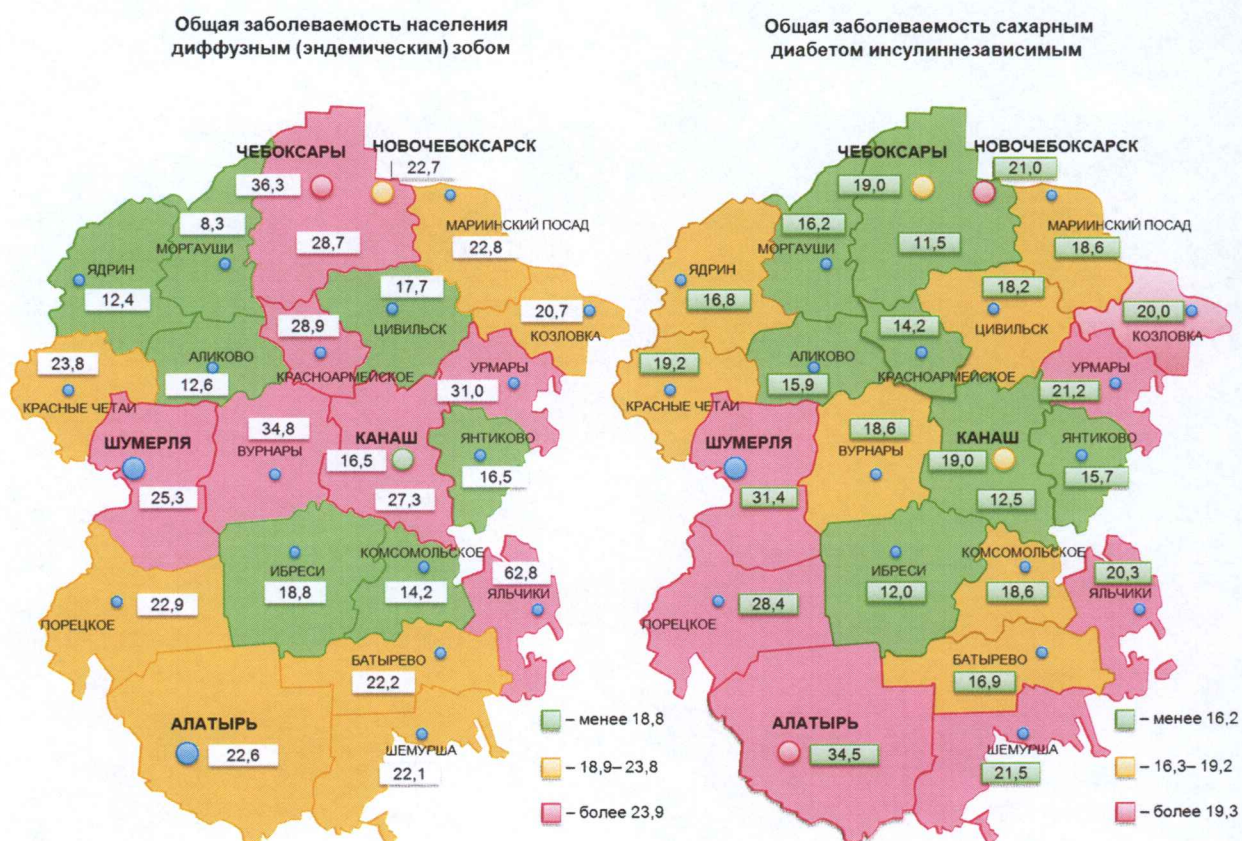 Общая заболеваемость населения
диффузным (эндемическим) зобом
ЧЕБОКСАРЫ
НОВОЧЕБОКСАРСК
22,7
36,3
8,3
МОРГАУШИ
28,7
МАРИИНСКИЙ ПОСАД
22,8
ЯДРИН
12,4
17,7
ЦИВИЛЬСК
20,7
КОЗЛОВКА
28,9
КРАСНОАРМЕЙСКОЕ
23,8
КРАСНЫЕ ЧЕТАИ
АЛИКОВО
12,6
УРМАРЫ
31,0
ШУМЕРЛЯ
25,3
34,8
ВУРНАРЫ
КАНАШ
16,5
27,3
ЯНТИКОВО
16,5
ИБРЕСИ
18,8
КОМСОМОЛЬСКОЕ
14,2
62,8
ЯЛЬЧИКИ
22,9
ПОРЕЦКОЕ
БАТЫРЕВО
22,2
АЛАТЫРЬ
22,6
ШЕМУРША
22,1
– менее 18,8
– 18,9– 23,8
– более 23,9
Общая заболеваемость сахарным
диабетом инсулиннезависимым
ЧЕБОКСАРЫ
НОВОЧЕБОКСАРСК
21,0
19,0
16,2
МОРГАУШИ
11,5
МАРИИНСКИЙ ПОСАД
18,6
ЯДРИН
16,8
18,2
ЦИВИЛЬСК
20,0
КОЗЛОВКА
14,2
КРАСНОАРМЕЙСКОЕ
19,2
КРАСНЫЕ ЧЕТАИ
АЛИКОВО
15,9
УРМАРЫ
21,2
ШУМЕРЛЯ
31,4
18,6
ВУРНАРЫ
КАНАШ
19,0
12,5
ЯНТИКОВО
15,7
ИБРЕСИ
12,0
КОМСОМОЛЬСКОЕ
18,6
20,3
ЯЛЬЧИКИ
28,4
ПОРЕЦКОЕ
БАТЫРЕВО
16,9
АЛАТЫРЬ
34,5
ШЕМУРША
21,5
– менее 16,2
– 16,3– 19,2
– более 19,3